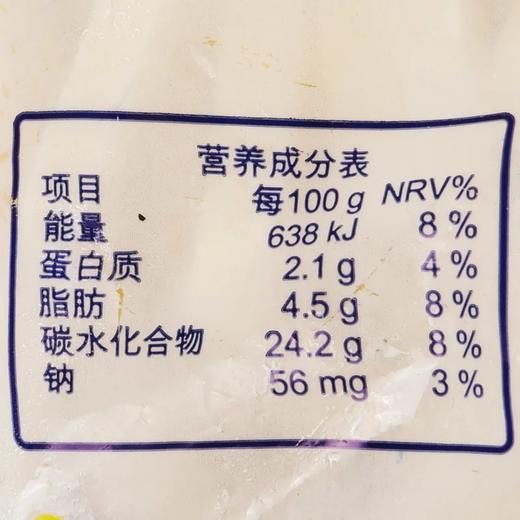 营养成分表
项目 每100 g NRV%
能量 638 kJ 8 %
蛋白质 2.1 g 4 %
脂肪 4.5 g 8 %
碳水化合物 24.2 g 8 %
钠 56 mg 3 %